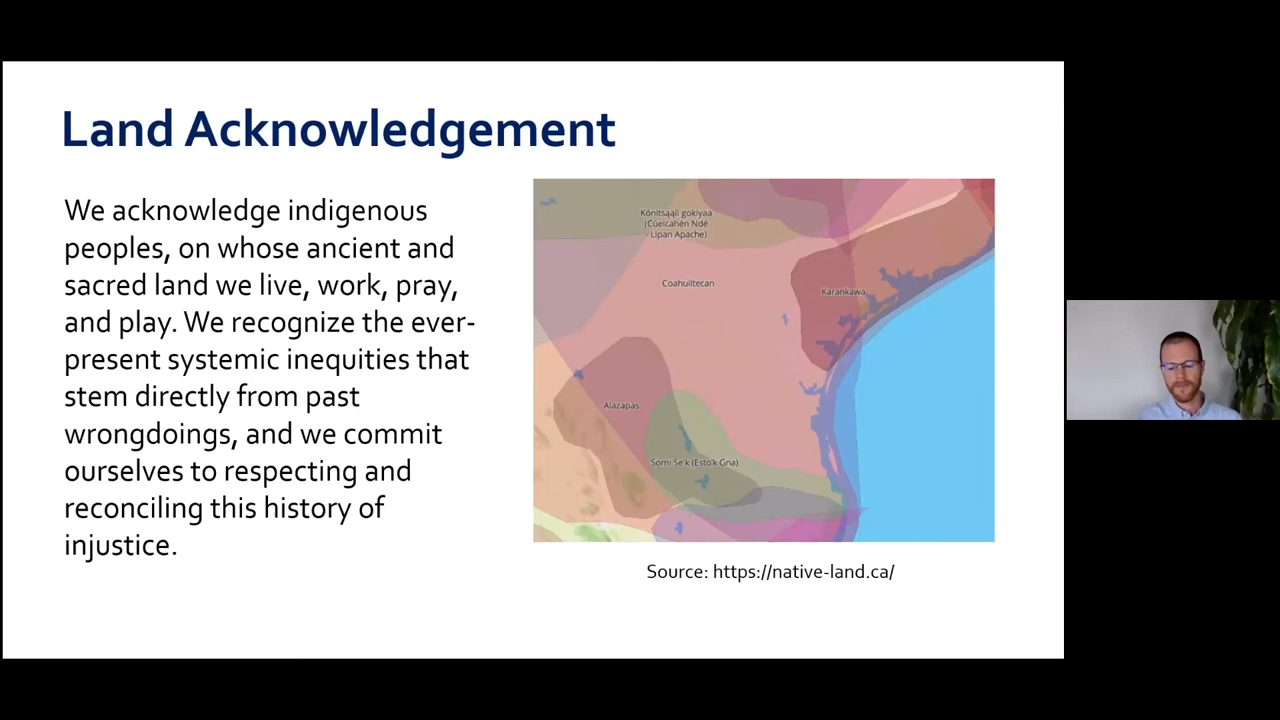 Land Acknowledgement
We acknowledge indigenous
peoples, on whose ancient and
sacred land we live, work, pray,
and play. We recognize the ever-
present systemic inequities that
stem directly from past
wrongdoings, and we commit
ourselves to respecting and
reconciling this history of
injustice.
Kónitsąąíí gokíyaa
(Cúelcahén Ndé
- Lipan Apache)
Coahuiltecan
Karankawa
Alazapas
Somi Se'k (Esto'k Gna)
Source: https://native-land.ca/